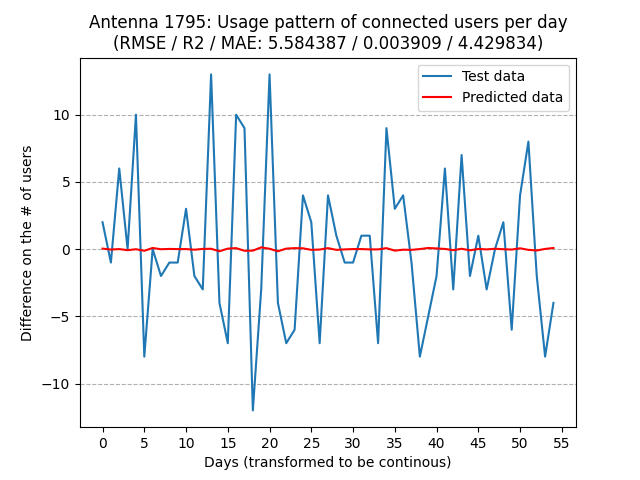 Antenna 1795: Usage pattern of connected users per day
(RMSE / R2 / MAE: 5.584387 / 0.003909 / 4.429834)
Test data
Predicted data
Difference on the # of users
10
5
0
−5
−10
0 5 10 15 20 25 30 35 40 45 50 55
Days (transformed to be continous)